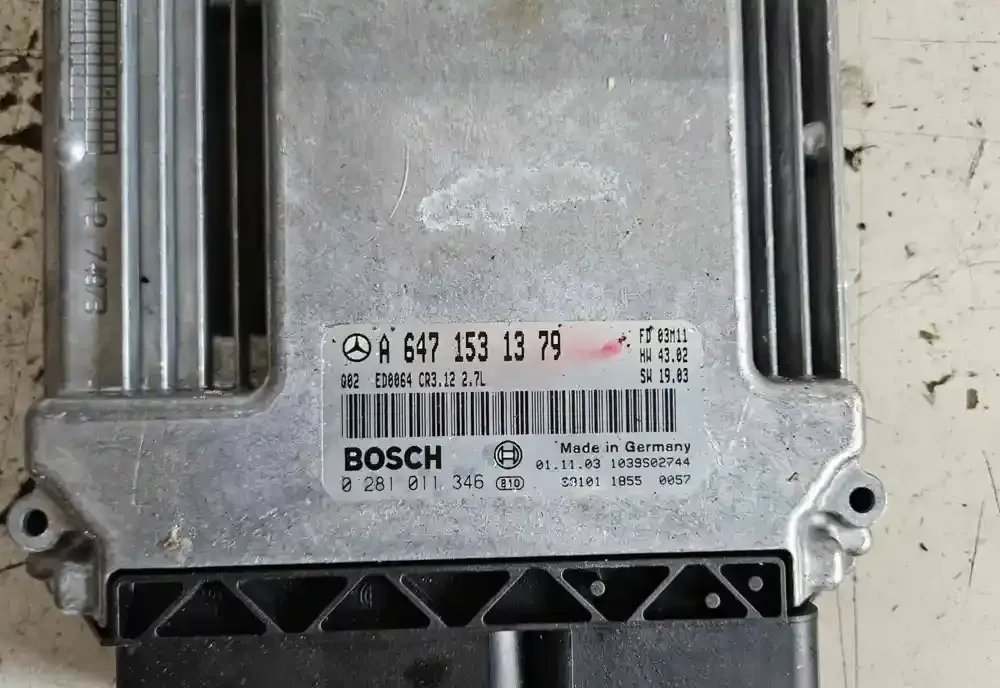 A 647 153 13 79
FD 03M11
HW 43.02
Q02 ED0064 CR3.12 2.7L
SW 19.03
BOSCH
Made in Germany
01.11.03 1039S02744
0 281 011 346 810
1855 0057